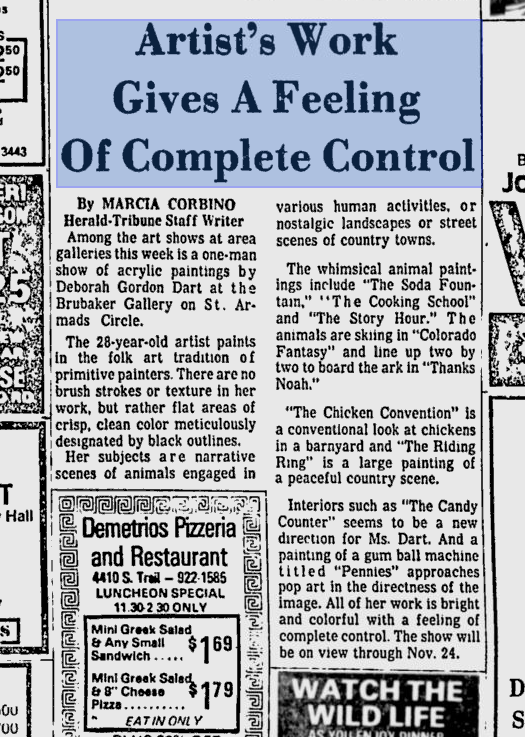 Artist's Work
Gives A Feeling
Of Complete Control
By MARCIA CORBINO
Herald-Tribune Staff Writer
Among the art shows at area
galleries this week is a one-man
show of acrylic paintings by
Deborah Gordon Dart at the
Brubaker Gallery on St. Ar-
mads Circle.
The 28-year-old artist paints
in the folk art tradition of
primitive painters. There are no
brush strokes or texture in her
work, but rather flat areas of
crisp, clean color meticulously
designated by black outlines.
Her subjects are narrative
scenes of animals engaged in
various human activities, or
nostalgic landscapes or street
scenes of country towns.
The whimsical animal paint-
ings include "The Soda Foun-
tain," "The Cooking School"
and "The Story Hour." The
animals are skiing in "Colorado
Fantasy" and line up two by
two to board the ark in "Thanks
Noah."
"The Chicken Convention" is
a conventional look at chickens
in a barnyard and "The Riding
Ring" is a large painting of
a peaceful country scene.
Interiors such as "The Candy
Counter" seems to be a new
direction for Ms. Dart. And a
painting of a gum ball machine
titled "Pennies" approaches
pop art in the directness of the
image. All of her work is bright
and colorful with a feeling of
complete control. The show will
be on view through Nov. 24.
Demetrios Pizzeria
and Restaurant
4410 S. Trail — 922-1585
LUNCHEON SPECIAL
11.30-2 30 ONLY
Mini Greek Salad
& Any Small
Sandwich ..... $1 69
Mini Greek Salad
& 8" Cheese
Pizza.......... $1 79
EAT IN ONLY
WATCH THE
WILD LIFE
AS YOU ENJOY DINNER
3443
Hall